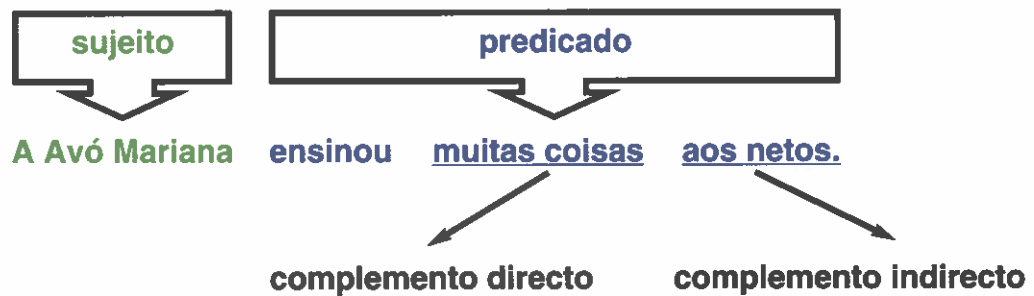 sujeito predicado
A Avó Mariana ensinou muitas coisas aos netos.
complemento directo complemento indirecto